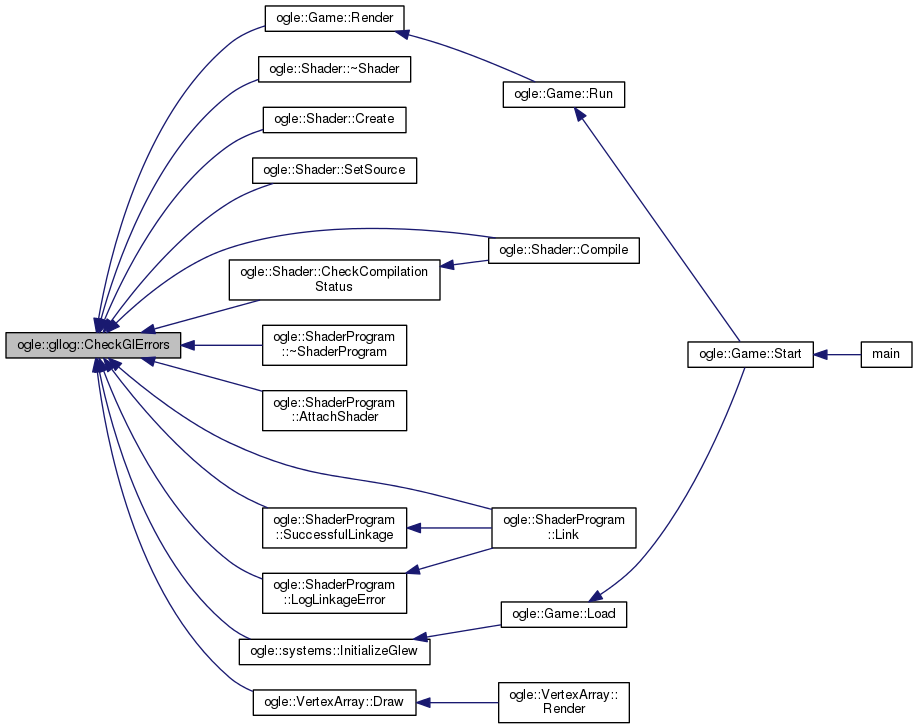 ogle::Game::Render
ogle::Shader::~Shader
ogle::Game::Run
ogle::Shader::Create
ogle::Shader::SetSource
ogle::Shader::Compile
ogle::Shader::CheckCompilation
Status
ogle::gllog::CheckGlErrors
ogle::ShaderProgram
::~ShaderProgram
ogle::Game::Start
main
ogle::ShaderProgram
::AttachShader
ogle::ShaderProgram
::SuccessfulLinkage
ogle::ShaderProgram
::Link
ogle::ShaderProgram
::LogLinkageError
ogle::Game::Load
ogle::systems::InitializeGlew
ogle::VertexArray::Draw
ogle::VertexArray::
Render